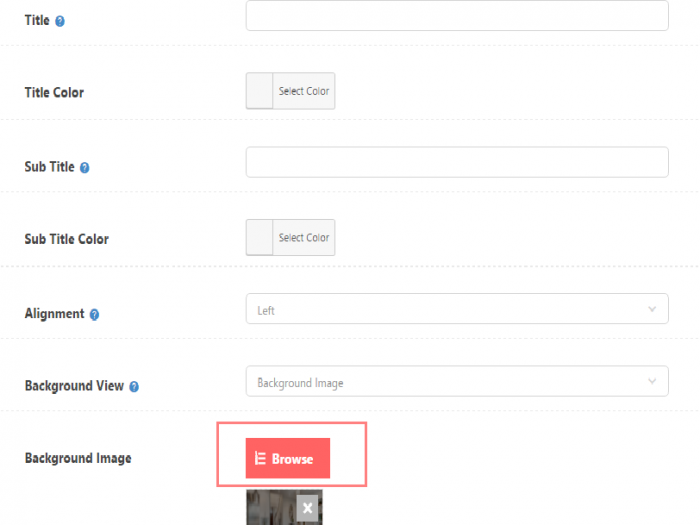 Title
Title Color
Select Color
Sub Title
Sub Title Color
Select Color
Alignment
Left
Background View
Background Image
Background Image
Browse